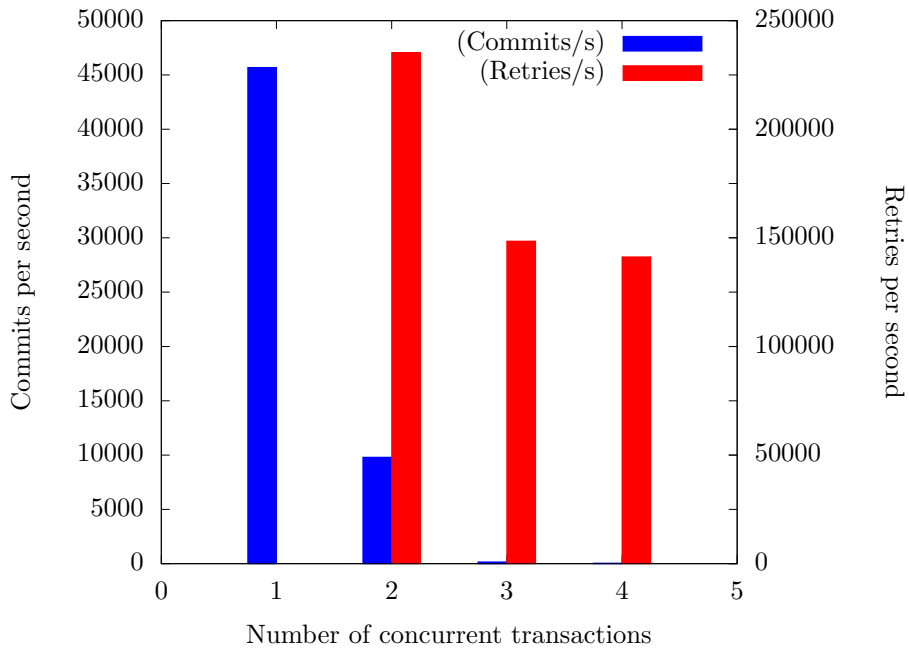 50000
45000
40000
35000
30000
25000
20000
15000
10000
5000
0
Commits per second
(Commits/s)
(Retries/s)
250000
200000
150000
100000
50000
0
Retries per second
0 1 2 3 4 5
Number of concurrent transactions